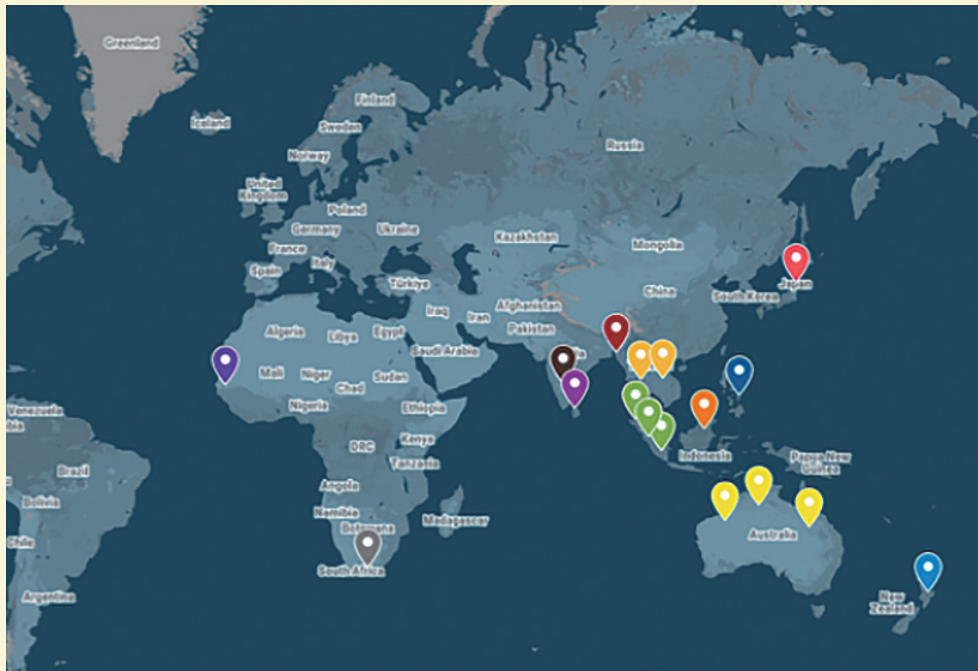 Greenland
Iceland
Finland
Sweden
Norway
Russia
United
Kingdom
Poland
Germany
Ukraine
France
Kazakhstan
Mongolia
Italy
Spain
Türkiye
Japan
South Korea
China
Afghanistan
Iraq
Iran
Pakistan
Algeria
Libya
Egypt
Saudi Arabia
Mali
Niger
Sudan
Chad
Nigeria
Ethiopia
Venezuela
Kenya
DRC
Indonesia
Papua New
Guinea
Tanzania
Brazil
Angola
Bolivia
Namibia
Botswana
Madagascar
Australia
Chile
South Africa
Argentina
New
Zealand